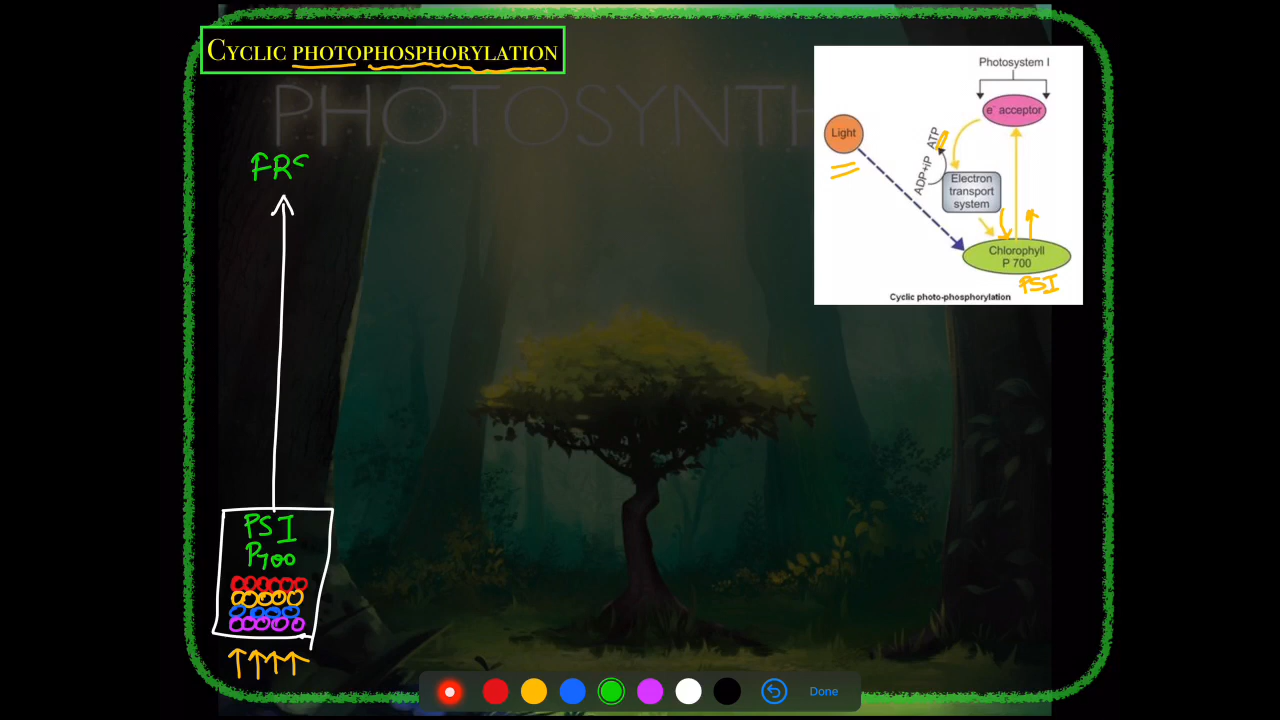 Cyclic photophosphorylation
PHOTOSYNTH
FRS
PSI
P700
Photosystem I
e⁻ acceptor
Light
ATP
ADP+iP
Electron
transport
system
Chlorophyll
P 700
PSI
Cyclic photo-phosphorylation
Done